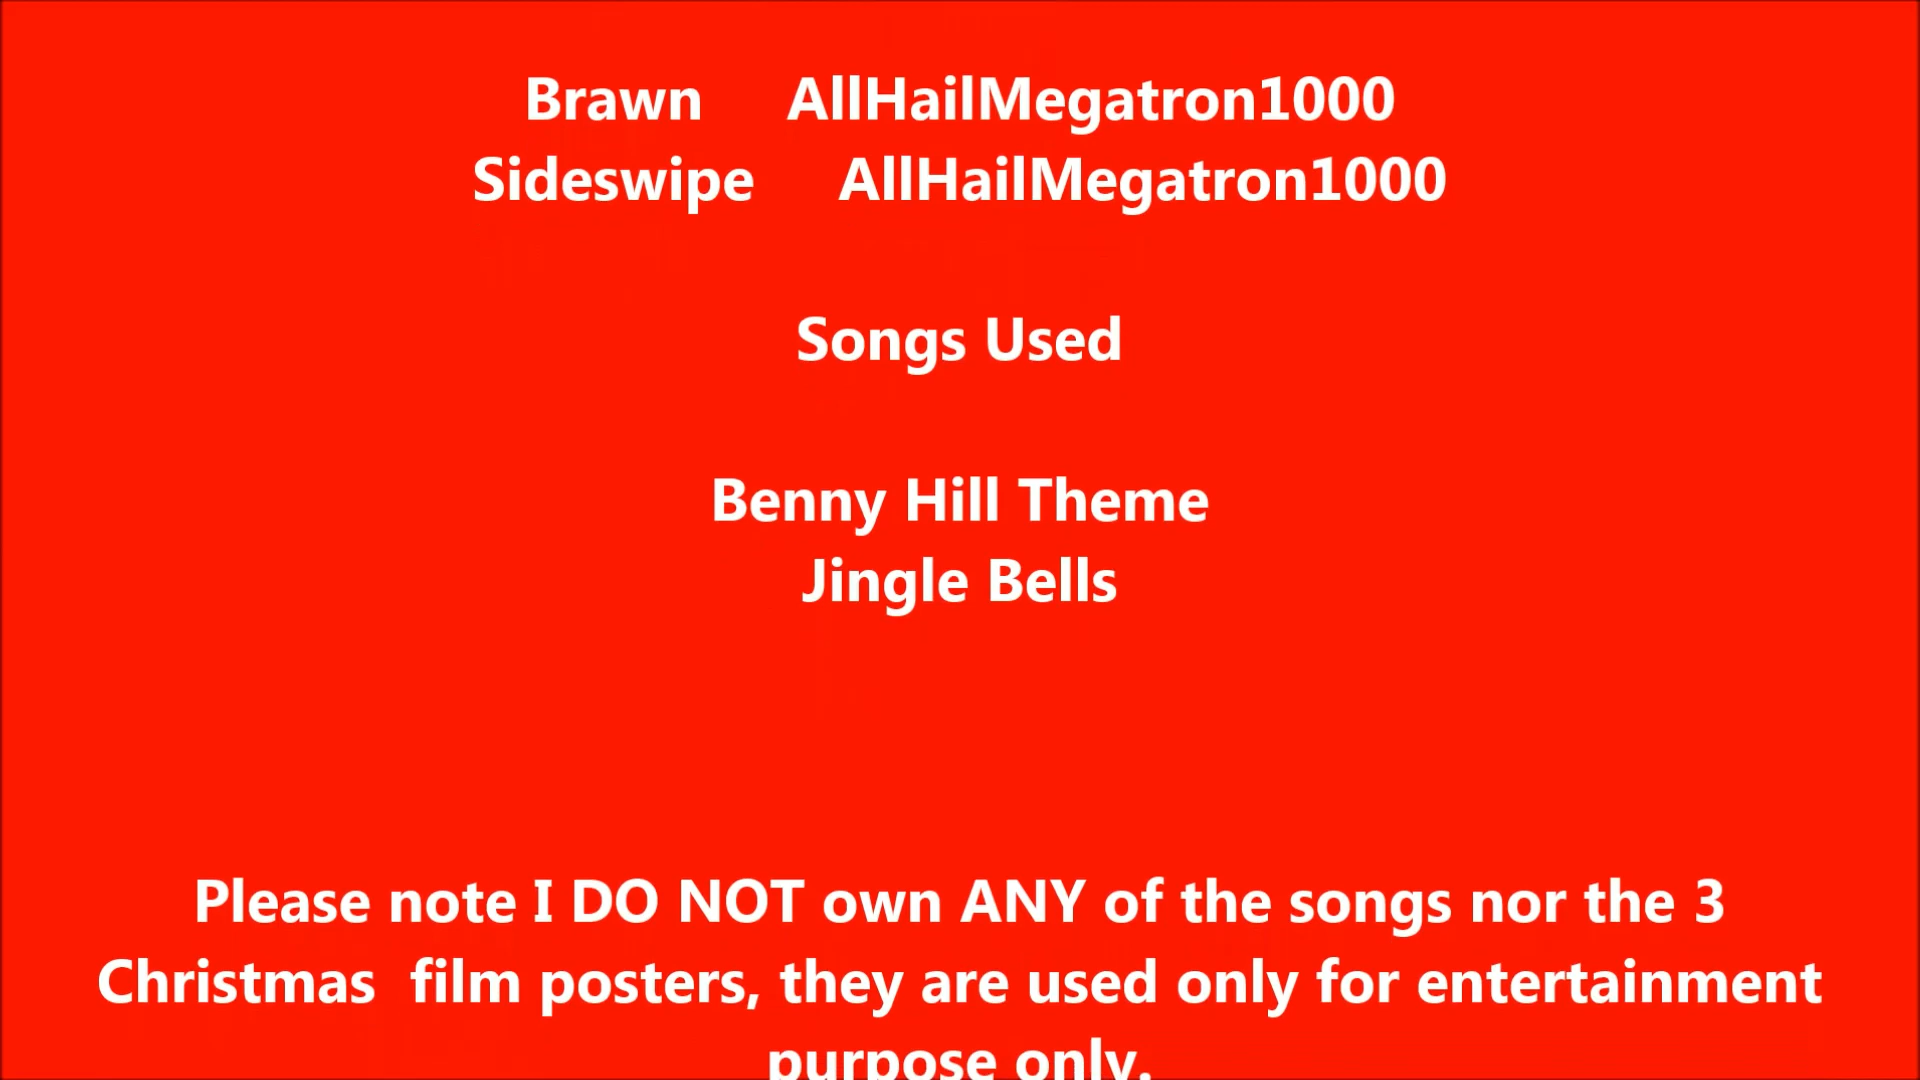 Brawn AllHailMegatron1000
Sideswipe AllHailMegatron1000
Songs Used
Benny Hill Theme
Jingle Bells
Please note I DO NOT own ANY of the songs nor the 3
Christmas film posters, they are used only for entertainment
purpose only.